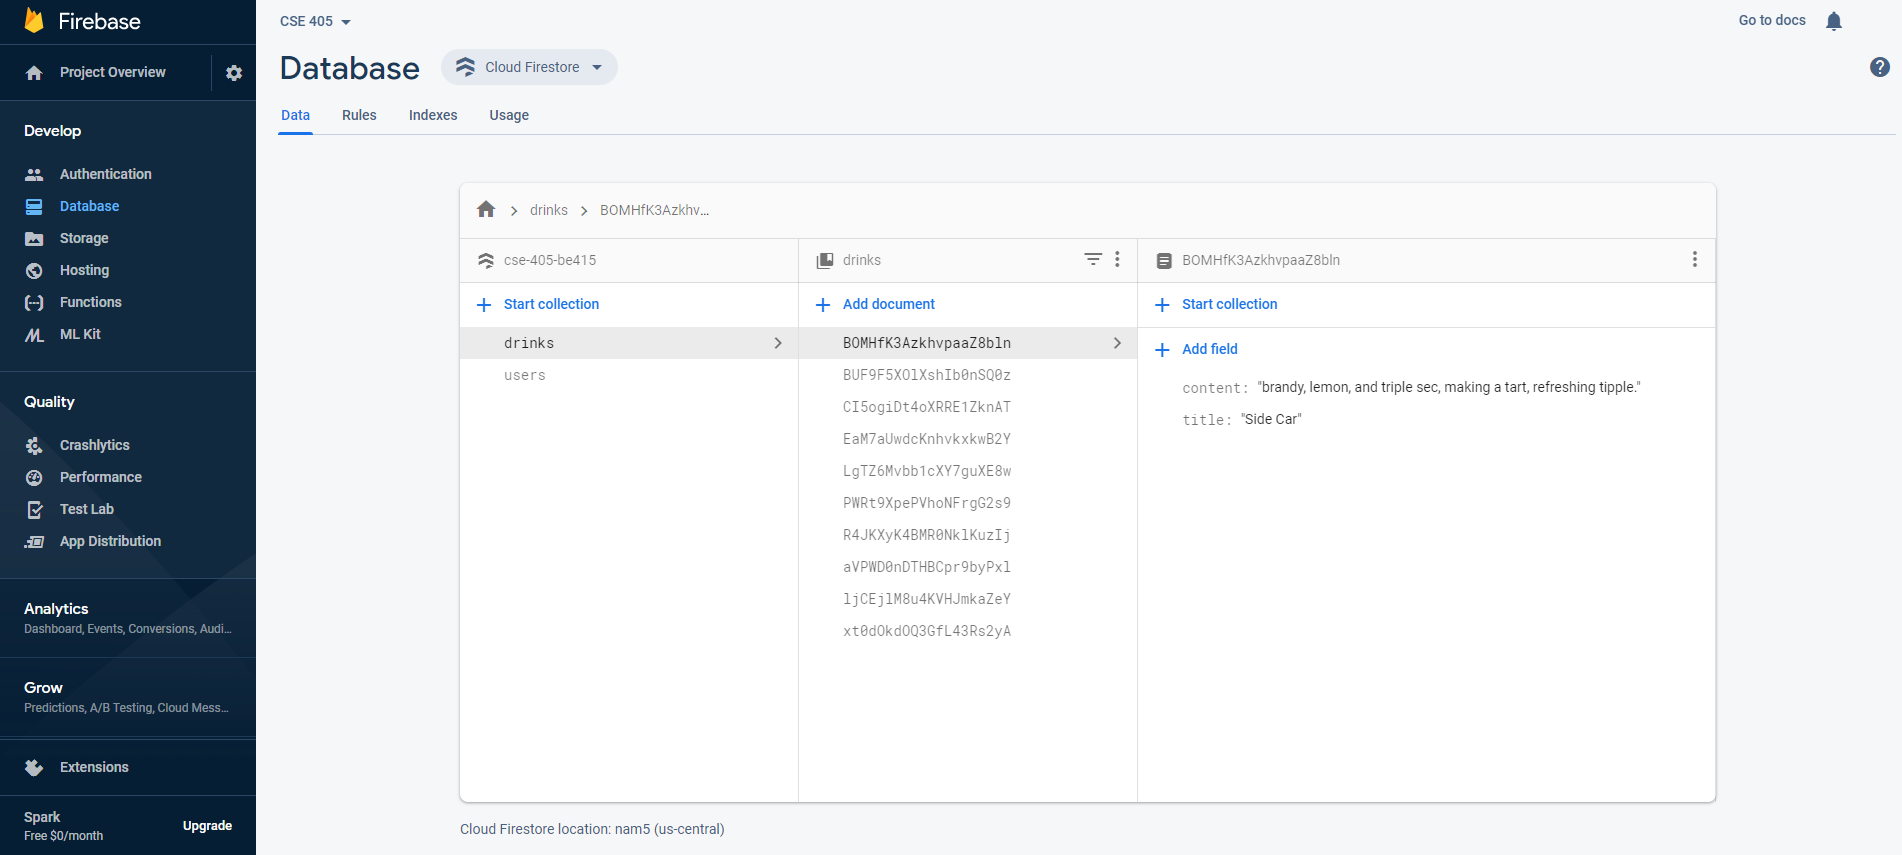 Firebase
Project Overview
Develop
Authentication
Database
Storage
Hosting
Functions
ML Kit
Quality
Crashlytics
Performance
Test Lab
App Distribution
Analytics
Dashboard, Events, Conversions, Audi...
Grow
Predictions, A/B Testing, Cloud Mess...
Extensions
Spark
Free $0/month
Upgrade
CSE 405
Go to docs
Database
Cloud Firestore
Data Rules Indexes Usage
drinks > BOMHfK3Azkhv...
cse-405-be415
Start collection
drinks
users
drinks
Add document
BOMHfK3AzkhvpaaZ8bln
BUF9F5XOlXshIb0nSQ0z
CI5ogiDt4oXRRE1ZknAT
EaM7aUwdcKnhvkxkwB2Y
LgTZ6Mvbb1cXY7guXE8w
PWRt9XpePVhoNFrgG2s9
R4JKXyK4BMR0NklKuzIj
aVPWD0nDTHBCpr9byPxl
ljCEjlM8u4KVHJmkaZeY
xt0dOkdOQ3GfL43Rs2yA
BOMHfK3AzkhvpaaZ8bln
Start collection
Add field
content: "brandy, lemon, and triple sec, making a tart, refreshing tipple."
title: "Side Car"
Cloud Firestore location: nam5 (us-central)